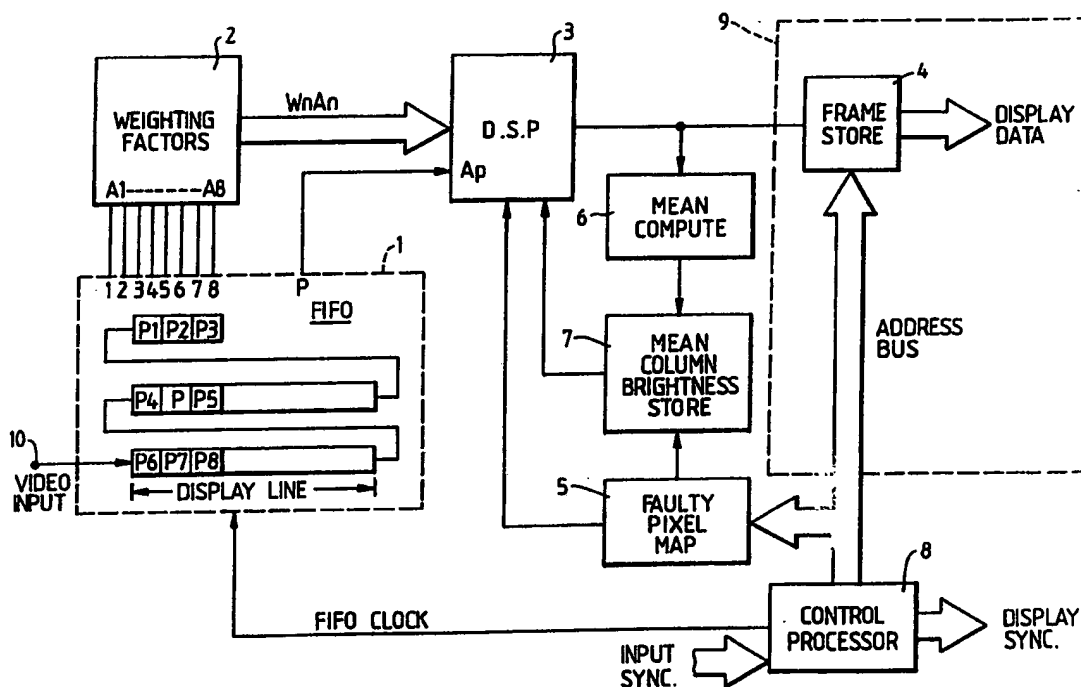 2
3
9
4
WEIGHTING
FACTORS
A1-------A8
WnAn
D.S.P
Ap
FRAME
STORE
DISPLAY
DATA
6
MEAN
COMPUTE
1
1 2 3 4 5 6 7 8
P
FIFO
P1 P2 P3
7
MEAN
COLUMN
BRIGHTNESS
STORE
ADDRESS
BUS
P4 P P5
10
VIDEO
INPUT
P6 P7 P8
DISPLAY LINE
5
FAULTY
PIXEL
MAP
8
FIFO CLOCK
CONTROL
PROCESSOR
DISPLAY
SYNC.
INPUT
SYNC.